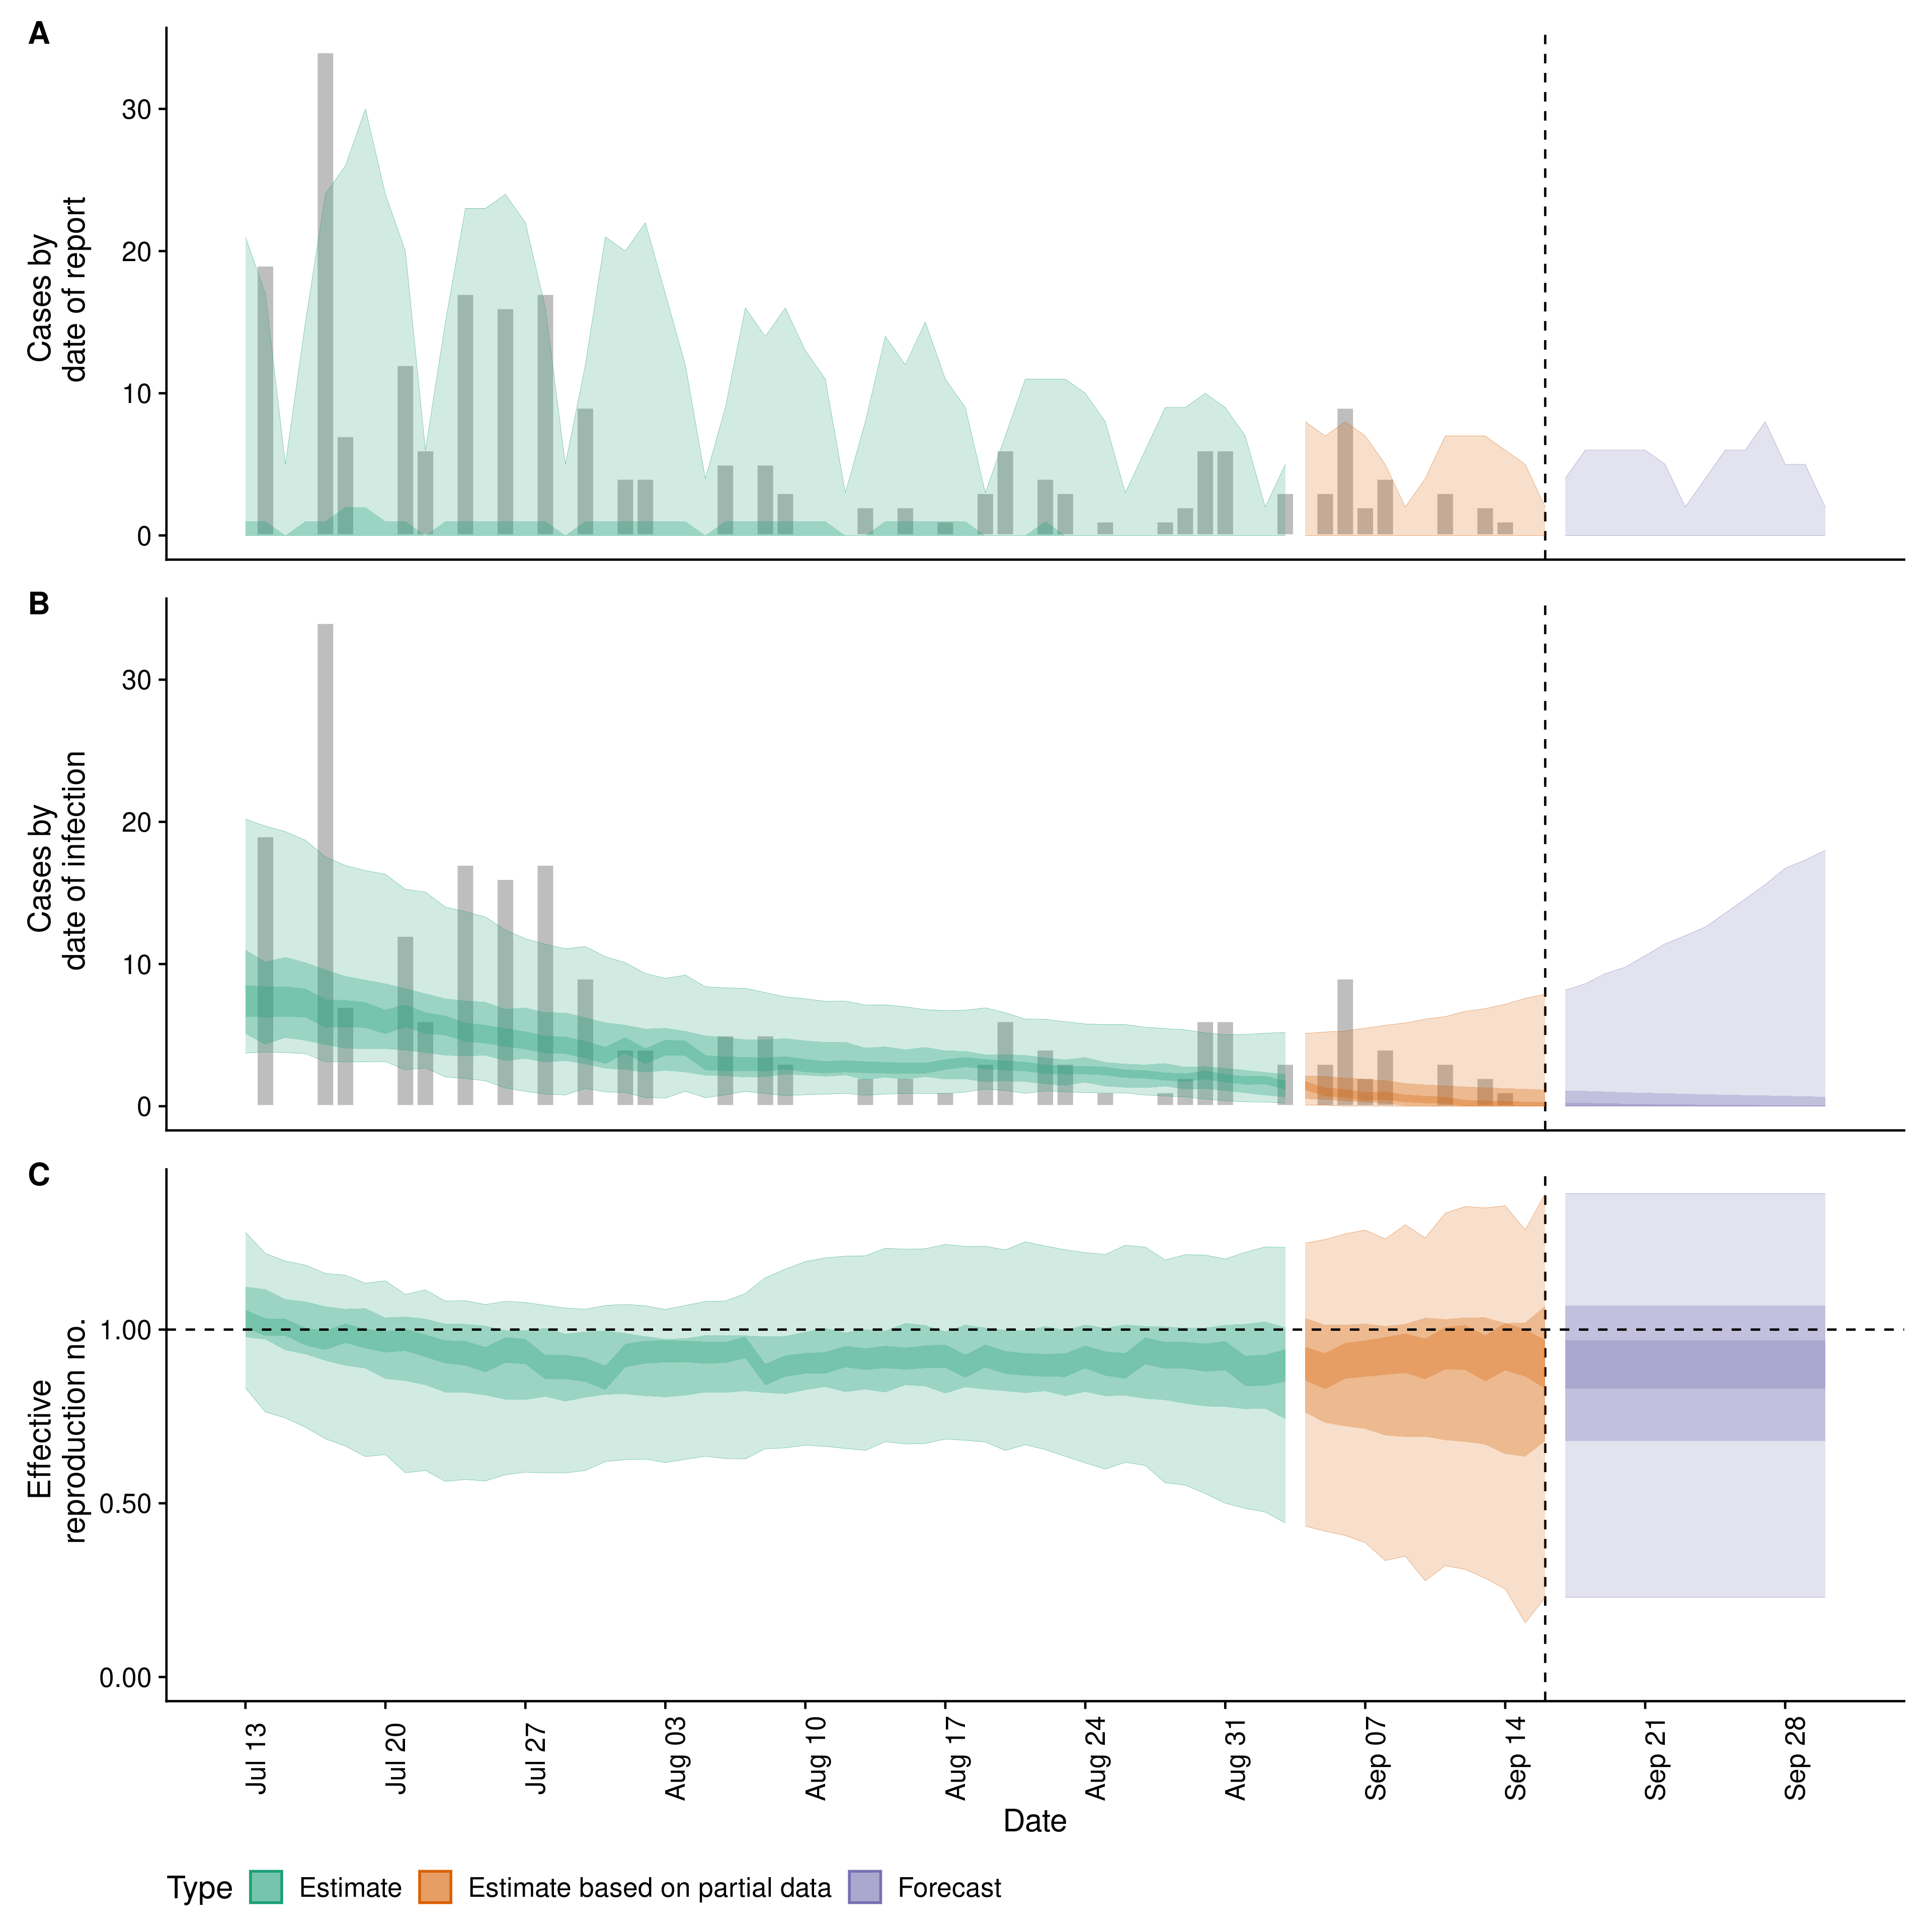 A
Cases by
date of report
30
20
10
0
B
Cases by
date of infection
30
20
10
0
C
Effective
reproduction no.
1.00
0.50
0.00
Jul 13
Jul 20
Jul 27
Aug 03
Aug 10
Aug 17
Aug 24
Aug 31
Sep 07
Sep 14
Sep 21
Sep 28
Date
Type Estimate Estimate based on partial data Forecast